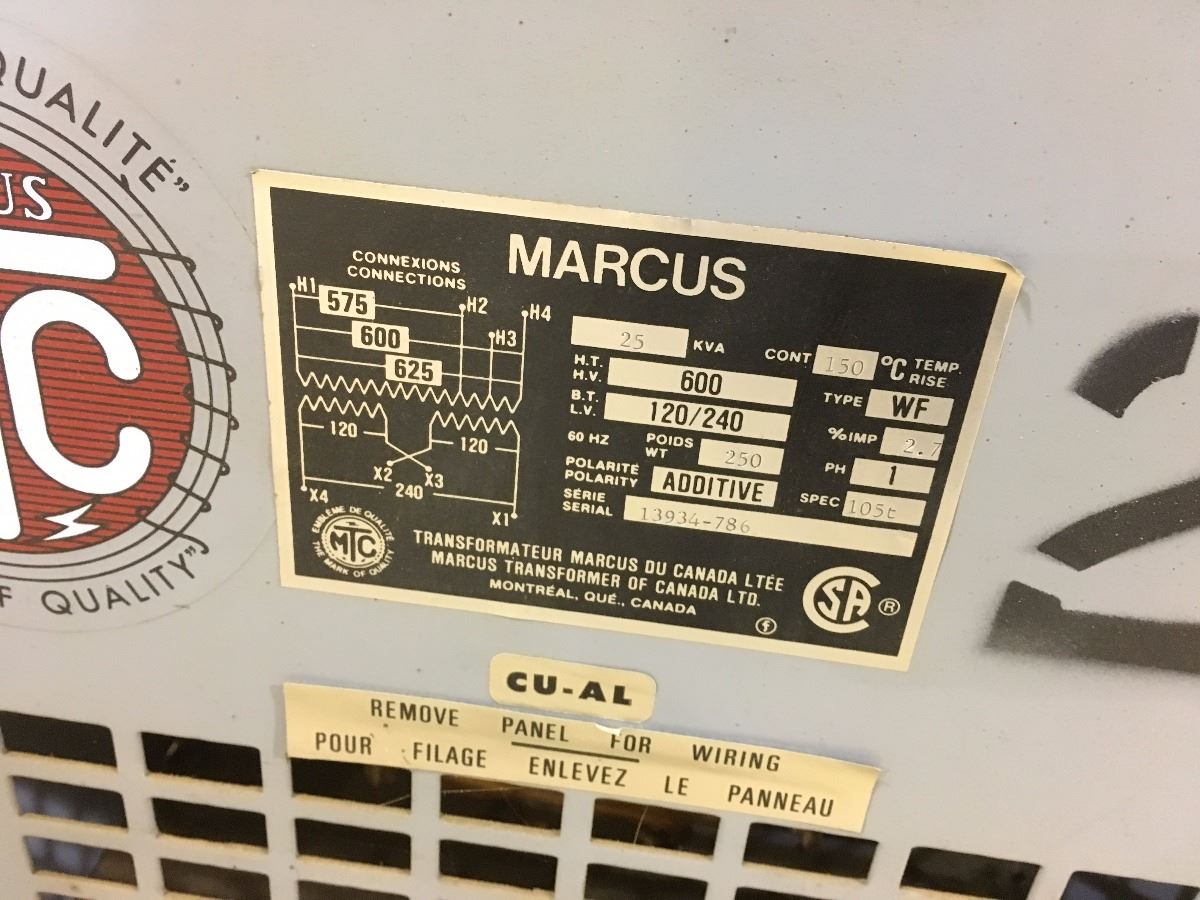 QUALITÉ"
US
TC
OF QUALITY"
MARCUS
CONNEXIONS
CONNECTIONS
H1 575 H2 H4
600 H3
625
120 120
X2 X3
240
X4 X1
25 KVA CONT 150 °C TEMP. RISE
H.T.
H.V. 600 TYPE WF
B.T.
L.V. 120/240 %IMP 2.7
60 HZ POIDS
WT 250 PH 1
POLARITÉ
POLARITY ADDITIVE SPEC 105t
SÉRIE
SERIAL 13934-786
EMBLÈME DE QUALITÉ
MTC
THE MARK OF QUALITY
TRANSFORMATEUR MARCUS DU CANADA LTÉE
MARCUS TRANSFORMER OF CANADA LTD.
MONTRÉAL, QUÉ., CANADA
SA ®
f
2
CU-AL
REMOVE PANEL FOR WIRING
POUR FILAGE ENLEVEZ LE PANNEAU